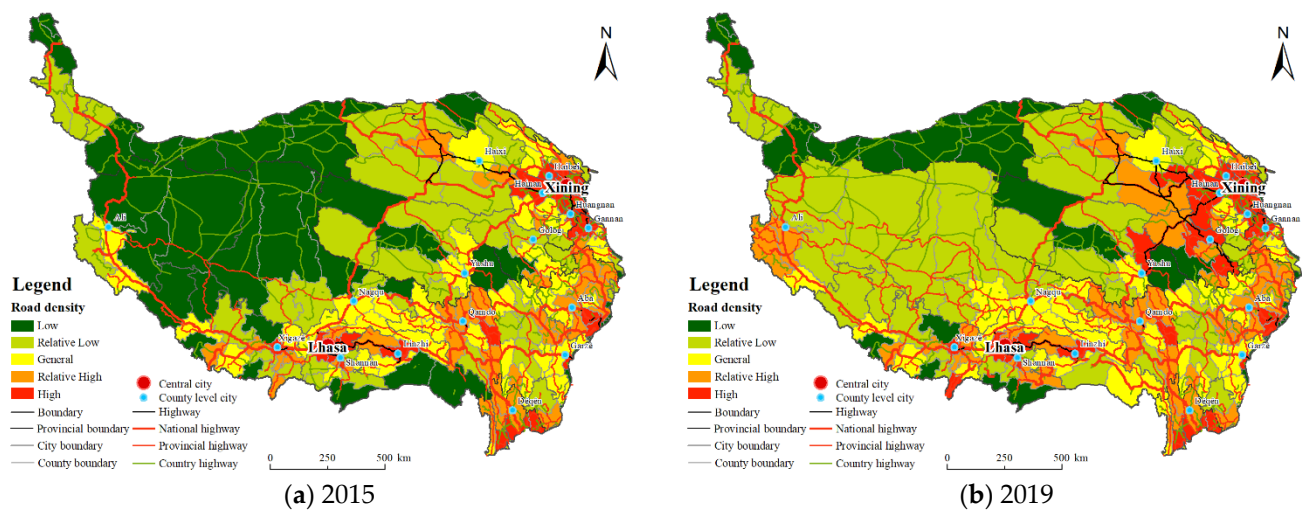 N
Haixi
Haibei
Hainan
Xining
Huangnan
Gannan
Golog
Ali
Yushu
Nagqu
Qamdo
Aba
Xigaze
Lhasa
Linzhi
Shannan
Garze
Deqen
Legend
Road density
Low
Relative Low
General
Relative High
High
Central city
County level city
Boundary
Highway
Provincial boundary
National highway
City boundary
Provincial highway
County boundary
Country highway
0 250 500 km
(a) 2015
N
Haixi
Haibei
Hainan
Xining
Huangnan
Gannan
Golog
Ali
Yushu
Nagqu
Qamdo
Aba
Xigaze
Lhasa
Linzhi
Shannan
Garze
Deqen
Legend
Road density
Low
Relative Low
General
Relative High
High
Central city
County level city
Boundary
Highway
Provincial boundary
National highway
City boundary
Provincial highway
County boundary
Country highway
0 250 500 km
(b) 2019